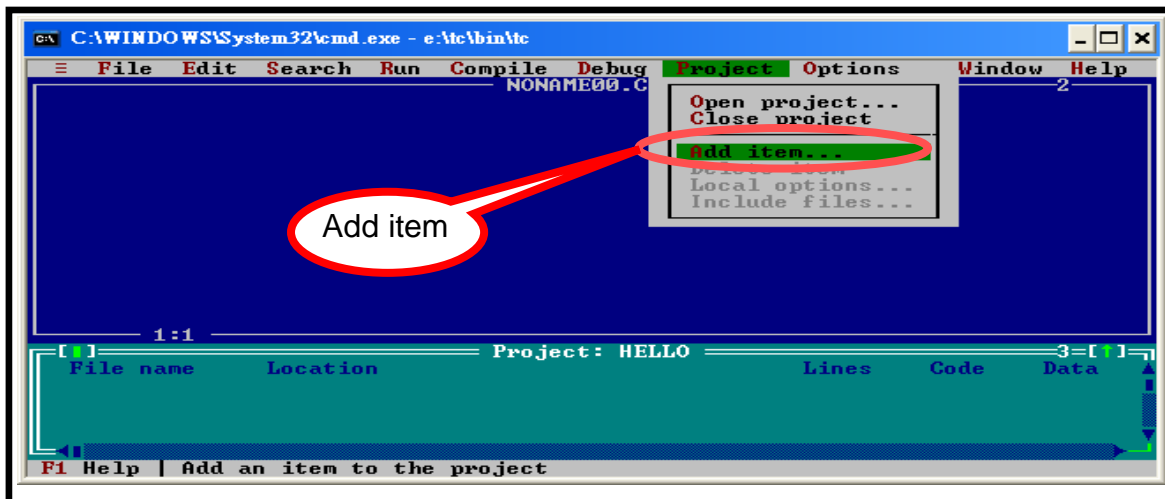 C:\WINDOWS\System32\cmd.exe - e:\tc\bin\tc
≡ File Edit Search Run Compile Debug Project Options Window Help
NONAME00.C 2
Open project...
Close project
Add item...
Delete item
Local options...
Include files...
Add item
1:1
[▪] Project: HELLO 3=[↑]
File name Location Lines Code Data
F1 Help | Add an item to the project